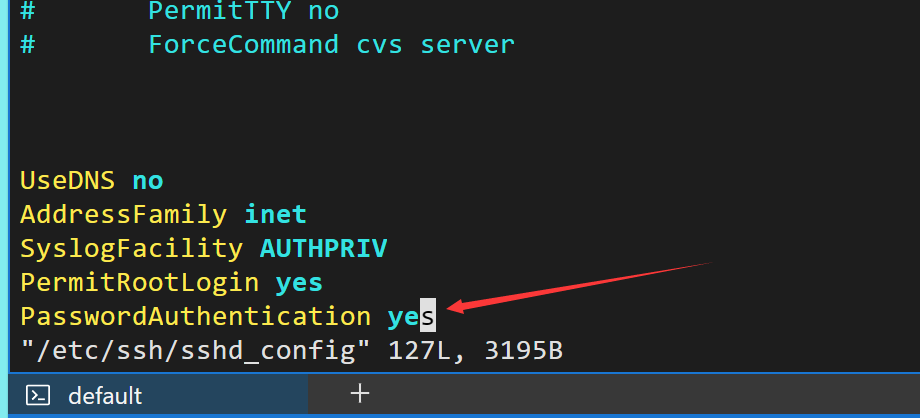 #       PermitTTY no
#       ForceCommand cvs server
UseDNS no
AddressFamily inet
SyslogFacility AUTHPRIV
PermitRootLogin yes
PasswordAuthentication yes
"/etc/ssh/sshd_config" 127L, 3195B
default +